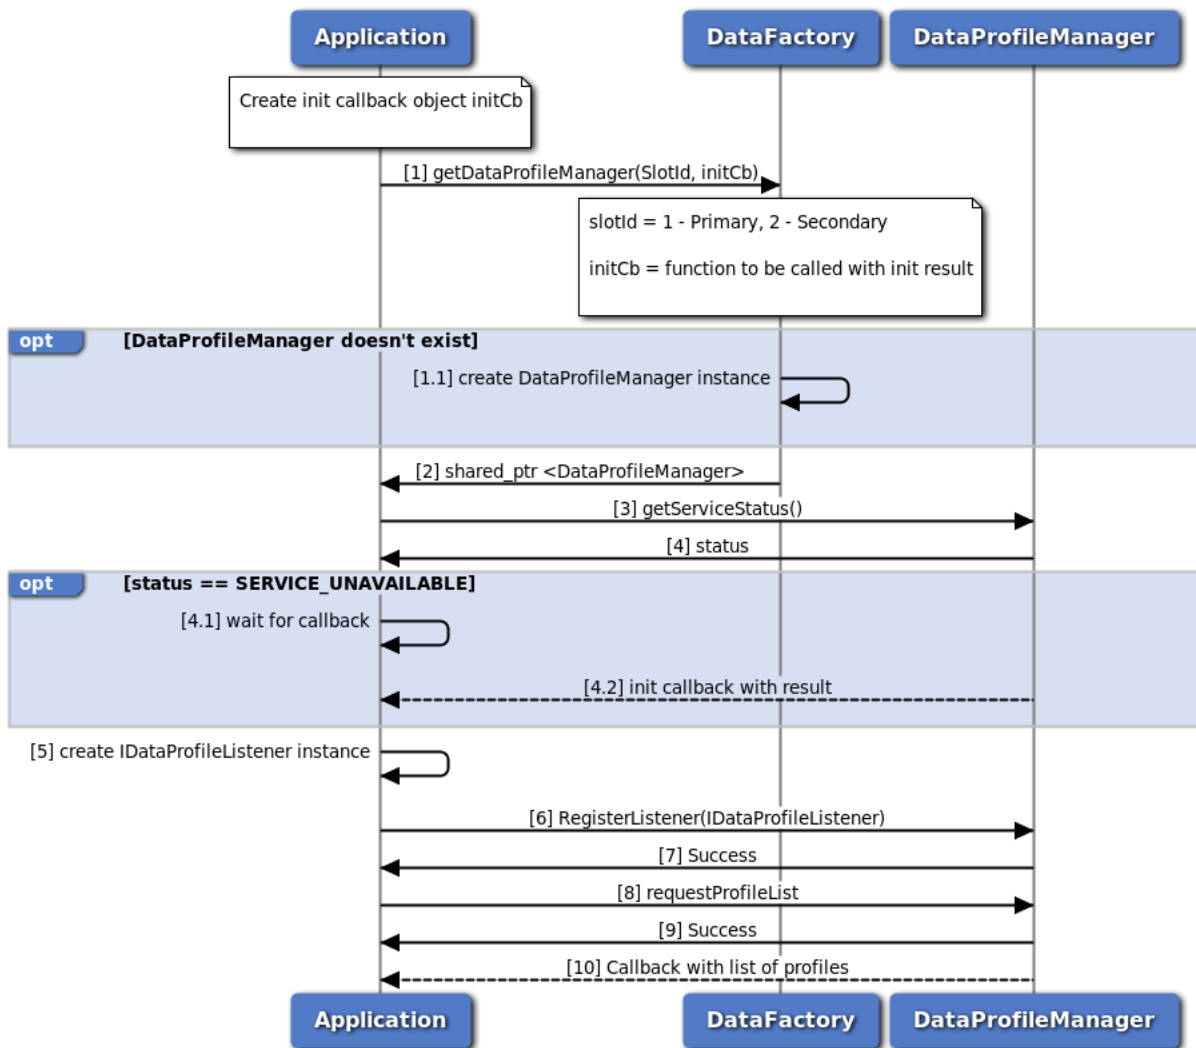 Application
DataFactory
DataProfileManager
Create init callback object initCb
[1] getDataProfileManager(SlotId, initCb)
slotId = 1 - Primary, 2 - Secondary
initCb = function to be called with init result
opt
[DataProfileManager doesn't exist]
[1.1] create DataProfileManager instance
[2] shared_ptr <DataProfileManager>
[3] getServiceStatus()
[4] status
opt
[status == SERVICE_UNAVAILABLE]
[4.1] wait for callback
[4.2] init callback with result
[5] create IDataProfileListener instance
[6] RegisterListener(IDataProfileListener)
[7] Success
[8] requestProfileList
[9] Success
[10] Callback with list of profiles
Application
DataFactory
DataProfileManager